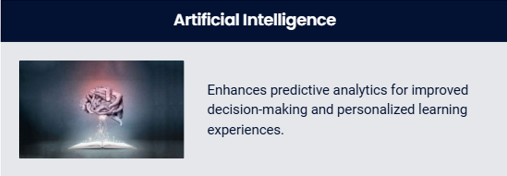 Artificial Intelligence
Enhances predictive analytics for improved
decision-making and personalized learning
experiences.